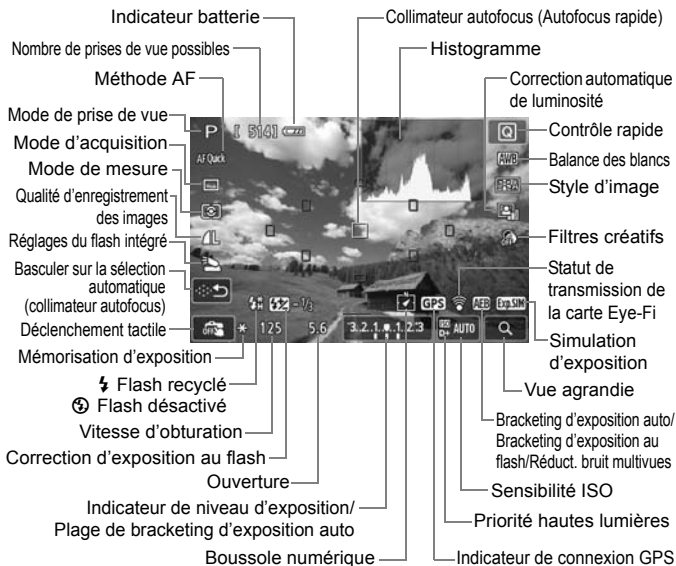 Indicateur batterie
Collimateur autofocus (Autofocus rapide)
Nombre de prises de vue possibles
Histogramme
Méthode AF
Correction automatique
de luminosité
Mode de prise de vue
Mode d'acquisition
Mode de mesure
Qualité d'enregistrement
des images
Réglages du flash intégré
Basculer sur la sélection
automatique
(collimateur autofocus)
Déclenchement tactile
Mémorisation d'exposition
Flash recyclé
Flash désactivé
Vitesse d'obturation
Correction d'exposition au flash
Ouverture
Indicateur de niveau d'exposition/
Plage de bracketing d'exposition auto
Boussole numérique
P
[ 514]
AF Quick
L
OFF
H
-1/3
* 125 5.6
3..2..1..▼..1..2..3
Q
AWB
A
GPS
AEB
Exp.SIM
ISO
D+
AUTO
Contrôle rapide
Balance des blancs
Style d'image
Filtres créatifs
Statut de
transmission de
la carte Eye-Fi
Simulation
d'exposition
Vue agrandie
Bracketing d'exposition auto/
Bracketing d'exposition au
flash/Réduct. bruit multivues
Sensibilité ISO
Priorité hautes lumières
Indicateur de connexion GPS